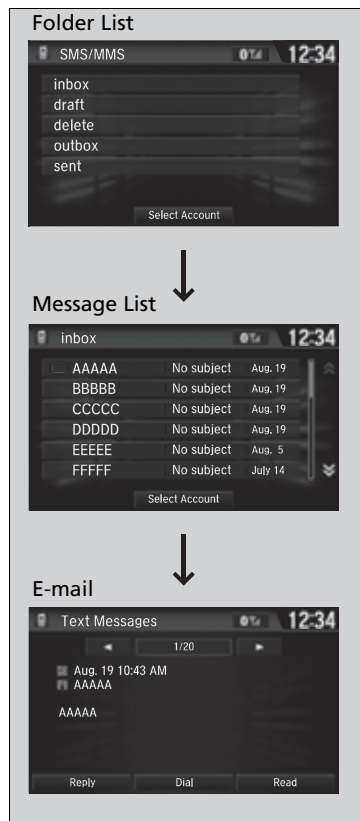 Folder List
SMS/MMS 12:34
inbox
draft
delete
outbox
sent
Select Account
Message List
inbox 12:34
AAAAA No subject Aug. 19
BBBBB No subject Aug. 19
CCCCC No subject Aug. 19
DDDDD No subject Aug. 19
EEEEE No subject Aug. 5
FFFFF No subject July 14
Select Account
E-mail
Text Messages 12:34
1/20
Aug. 19 10:43 AM
AAAAA
AAAAA
Reply Dial Read